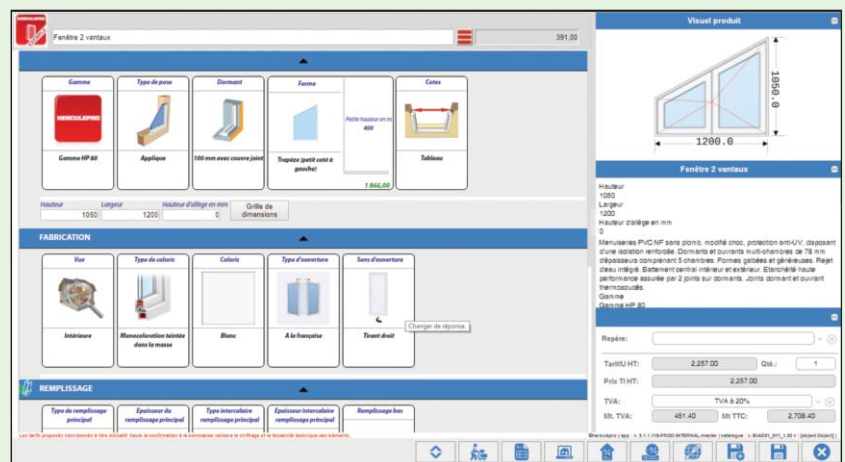 HERCULEPRO
Fenêtre 2 vantaux
391,00
Gamme
HERCULEPRO
Gamme HP 80
Type de pose
Applique
Dormant
100 mm avec couvre joint
Forme
Trapèze (petit coté à
gauche)
Petite hauteur en m
400
1 866,00
Cotes
Tableau
Hauteur
1050
Largeur
1200
Hauteur d'allège en mm
0
Grille de
dimensions
FABRICATION
Vue
Intérieure
Type de coloris
Monocoloration teintée
dans la masse
Coloris
Blanc
Type d'ouverture
A la française
Sens d'ouverture
Tirant droit
Changer de réponse.
REMPLISSAGE
Type de remplissage
principal
Epaisseur du
remplissage principal
Type intercalaire
remplissage principal
Epaisseur intercalaire
remplissage principal
Remplissage bas
Visuel produit
1050.0
1200.0
Fenêtre 2 vantaux
Hauteur
1050
Largeur
1200
Hauteur d'allège en mm
0
Menuiseries PVC NF sans plomb, modifié choc, protection anti-UV, disposant
d'une isolation renforcée. Dormants et ouvrants multi-chambres de 78 mm
d'épaisseurs comprenant 5 chambres. Formes galbées et généreuses. Rejet
d'eau intégré. Battement central intérieur et extérieur. Etanchéité haute
performance assurée par 2 joints sur dormants. Joints dormant et ouvrant
thermosoudés.
Gamme
Gamme HP 80
Repère:
Tarif/U HT:
2,257.00
Qté.:
1
Prix Tl HT:
2,257.00
TVA:
TVA à 20%
Mt. TVA:
451.40
Mt TTC:
2,708.40